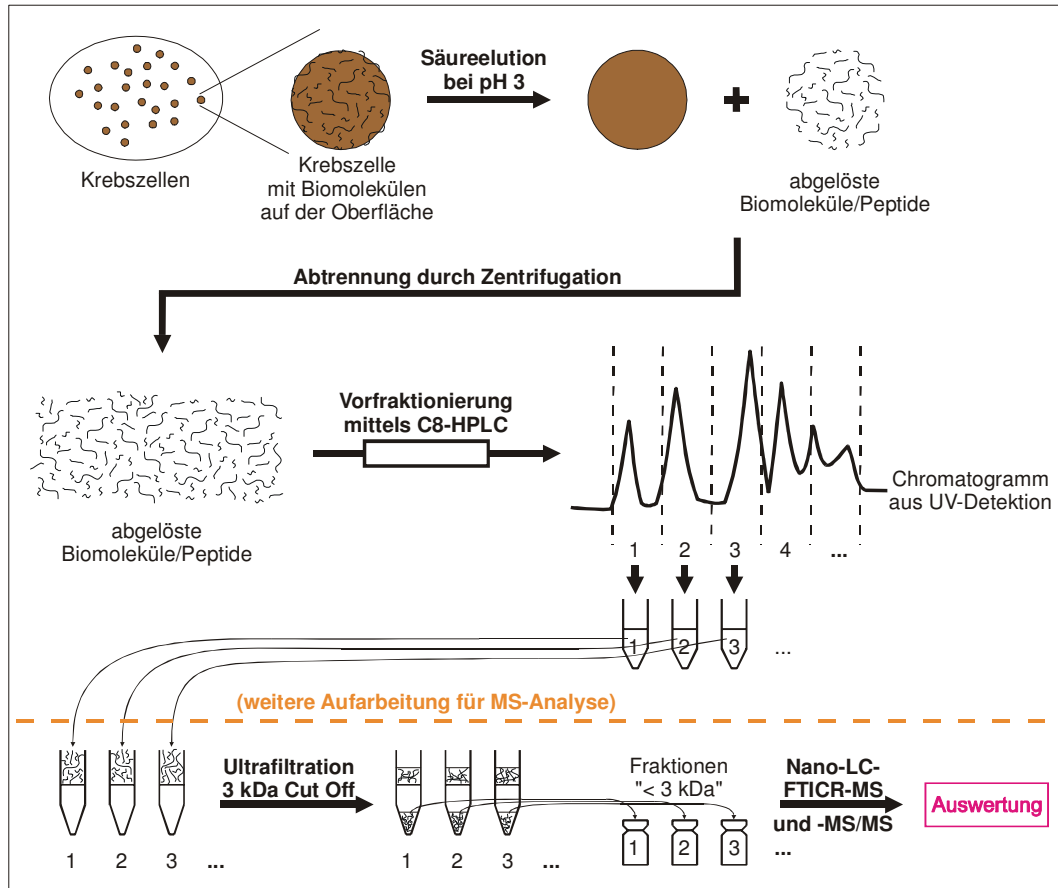 Säureelution
bei pH 3
Krebszellen
Krebszelle
mit Biomolekülen
auf der Oberfläche
abgelöste
Biomoleküle/Peptide
Abtrennung durch Zentrifugation
Vorfraktionierung
mittels C8-HPLC
abgelöste
Biomoleküle/Peptide
Chromatogramm
aus UV-Detektion
1 2 3 4 ...
1 2 3 ...
(weitere Aufarbeitung für MS-Analyse)
Ultrafiltration
3 kDa Cut Off
1 2 3 ...
1 2 3 ...
Fraktionen
"< 3 kDa"
1 2 3 ...
Nano-LC-
FTICR-MS
und -MS/MS
Auswertung